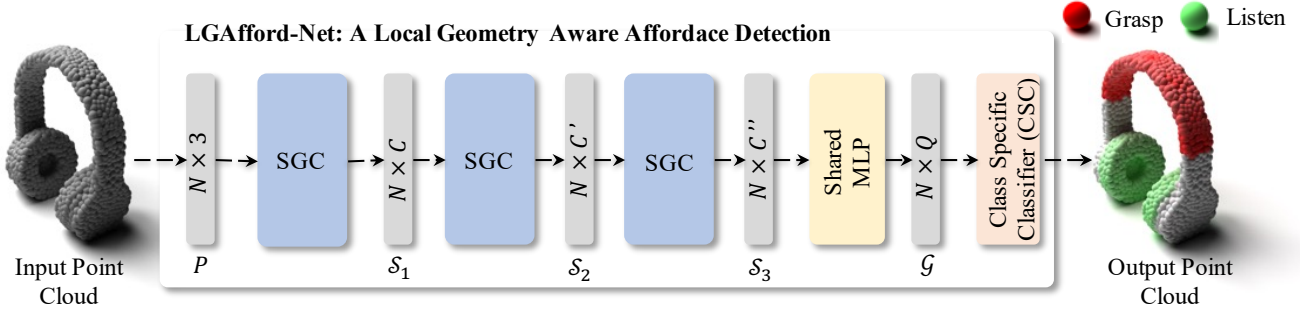 LGAfford-Net: A Local Geometry Aware Affordace Detection
Grasp
Listen
N × 3
SGC
N × C
SGC
N × C'
SGC
N × C''
Shared
MLP
N × Q
Class Specific
Classifier (CSC)
Input Point
Cloud
P
𝒮₁
𝒮₂
𝒮₃
𝒢
Output Point
Cloud